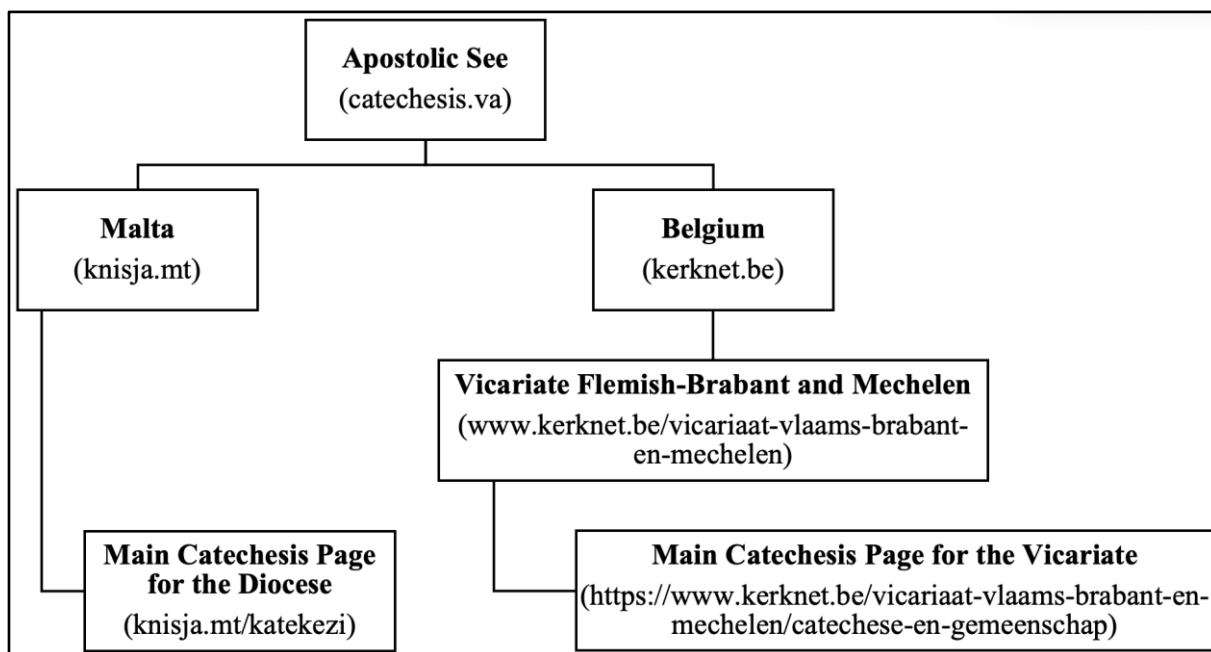 Apostolic See
(catechesis.va)
Malta
(knisja.mt)
Belgium
(kerknet.be)
Vicariate Flemish-Brabant and Mechelen
(www.kerknet.be/vicariaat-vlaams-brabant-
en-mechelen)
Main Catechesis Page
for the Diocese
(knisja.mt/katekezi)
Main Catechesis Page for the Vicariate
(https://www.kerknet.be/vicariaat-vlaams-brabant-en-
mechelen/catechese-en-gemeenschap)